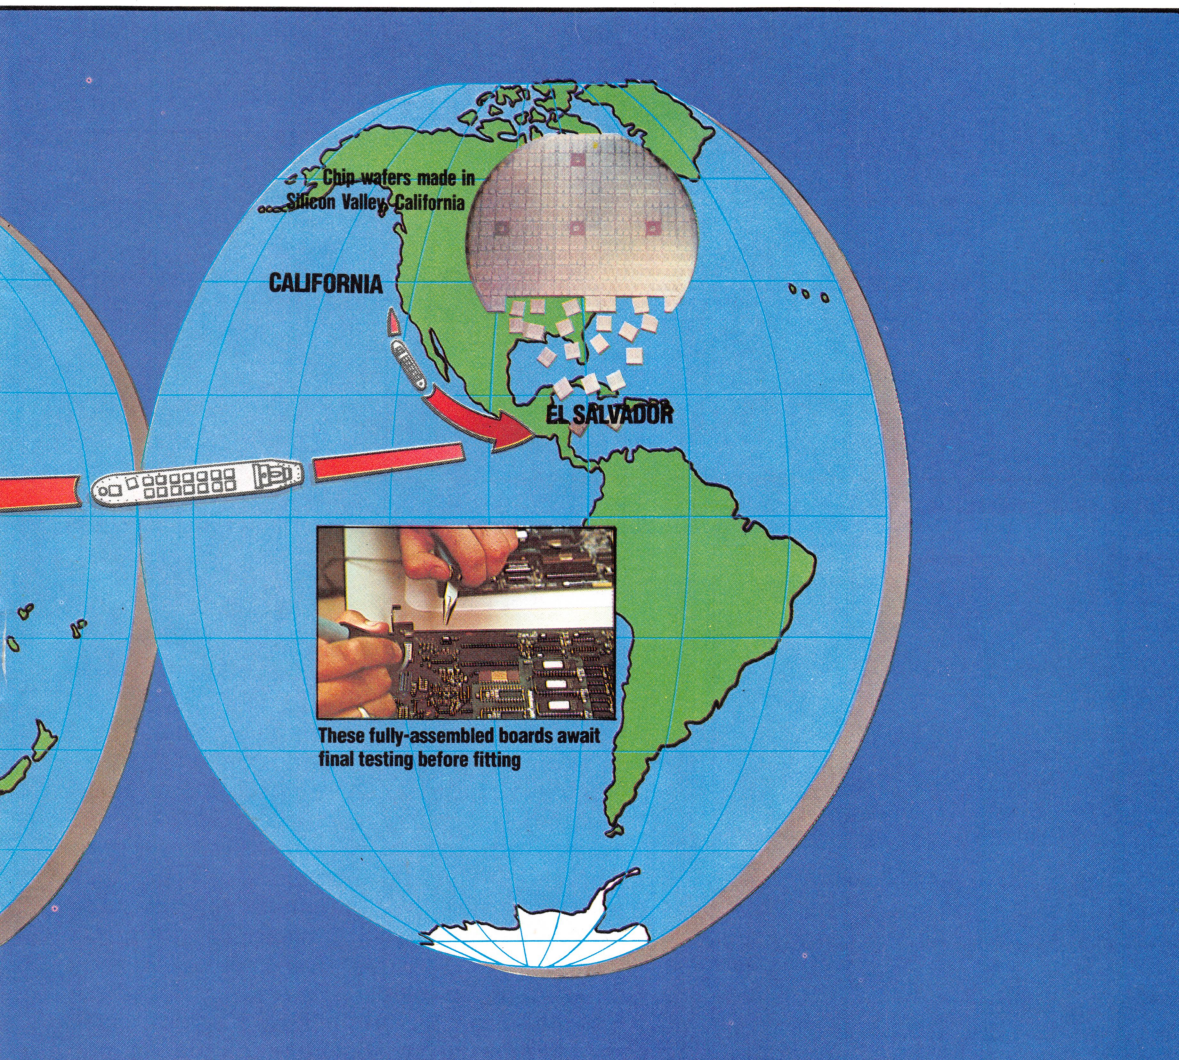 Chip wafers made in
Silicon Valley, California
CALIFORNIA
EL SALVADOR
These fully-assembled boards await
final testing before fitting